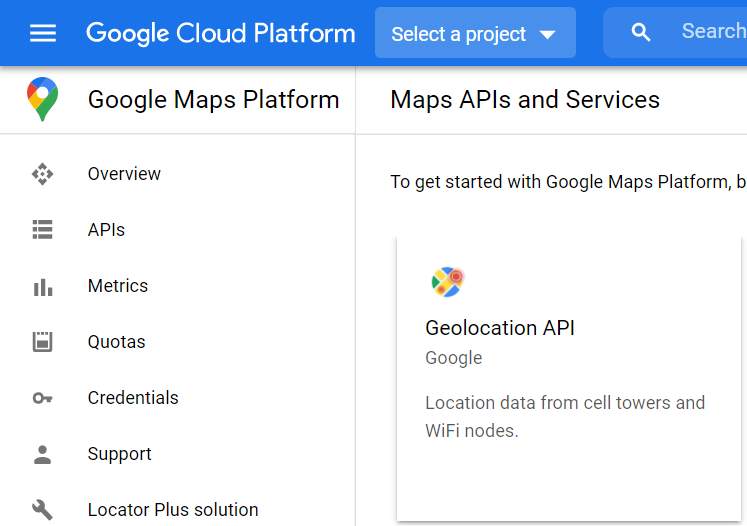 Google Cloud Platform
Select a project
Search
Google Maps Platform
Maps APIs and Services
Overview
APIs
Metrics
Quotas
Credentials
Support
Locator Plus solution
To get started with Google Maps Platform, b
Geolocation API
Google
Location data from cell towers and
WiFi nodes.